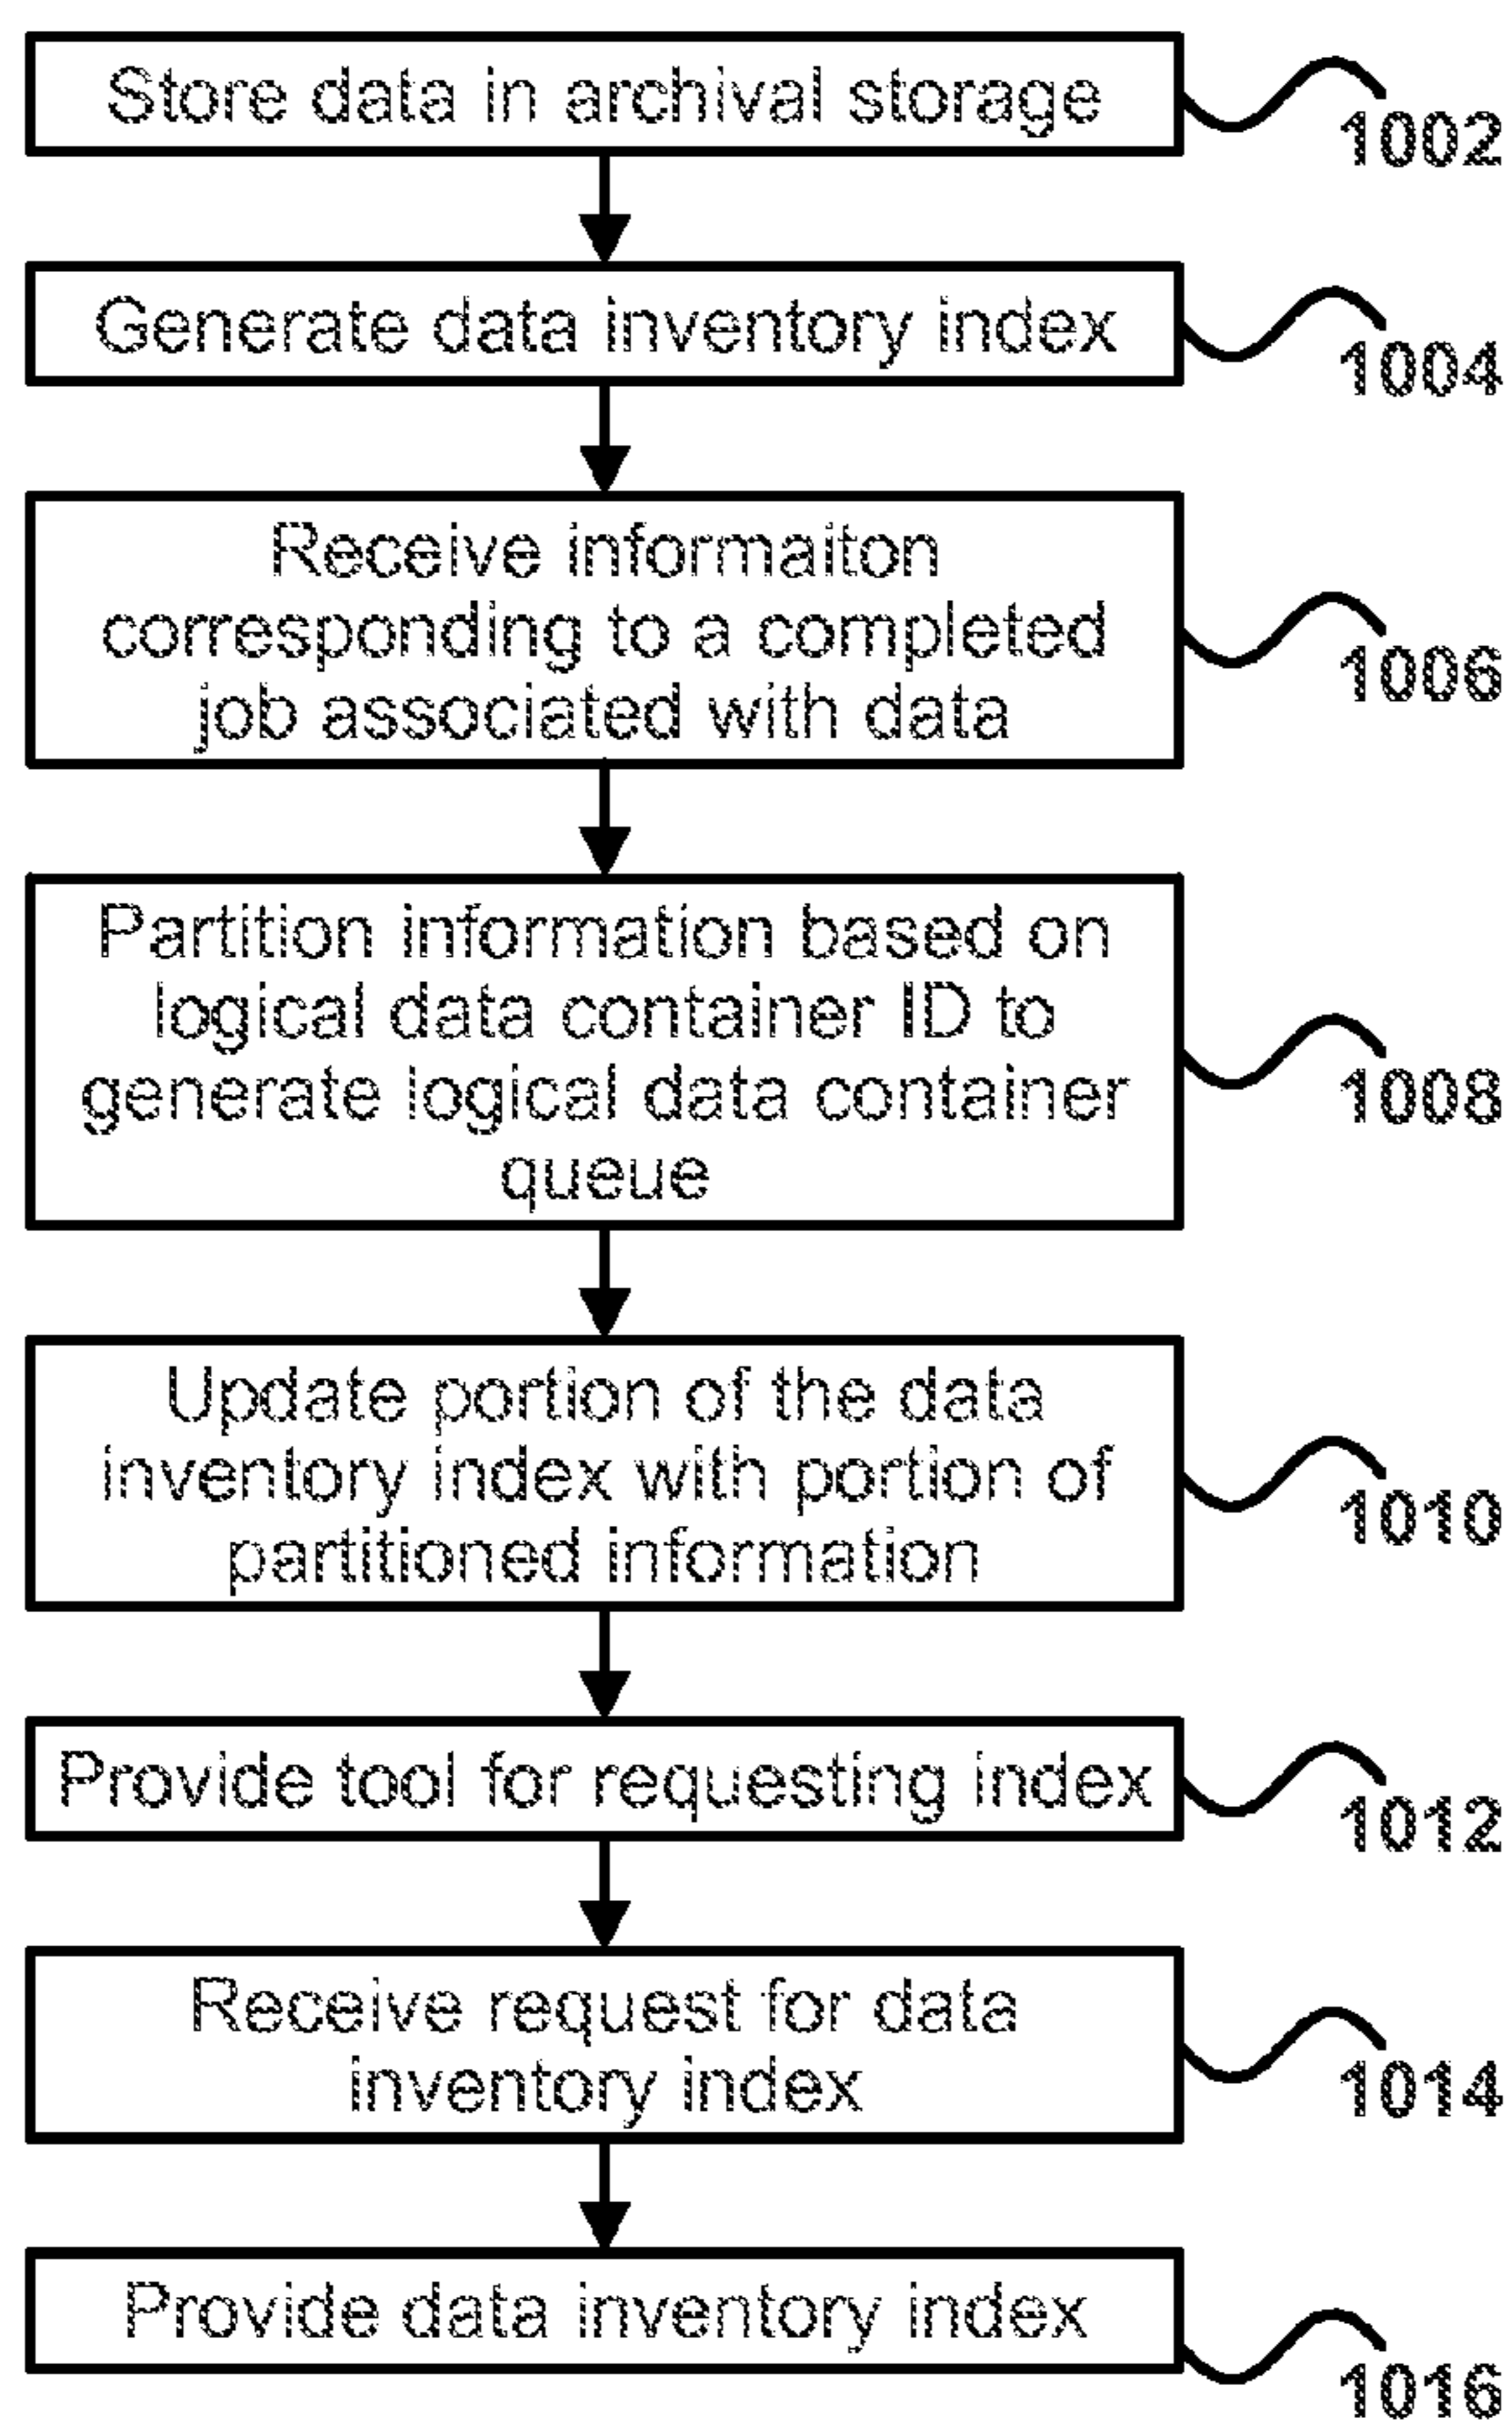 Store data in archival storage
1002
Generate data inventory index
1004
Receive informaiton
corresponding to a completed
job associated with data
1006
Partition information based on
logical data container ID to
generate logical data container
queue
1008
Update portion of the data
inventory index with portion of
partitioned information
1010
Provide tool for requesting index
1012
Receive request for data
inventory index
1014
Provide data inventory index
1016